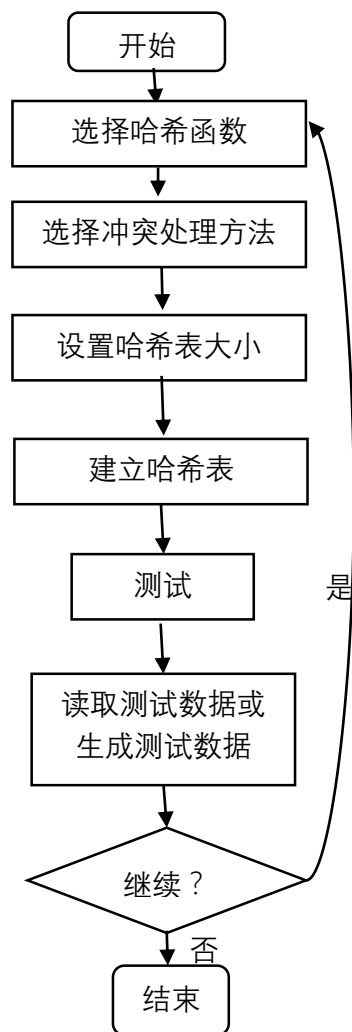 开始
选择哈希函数
选择冲突处理方法
设置哈希表大小
建立哈希表
测试
是
读取测试数据或
生成测试数据
继续？
否
结束